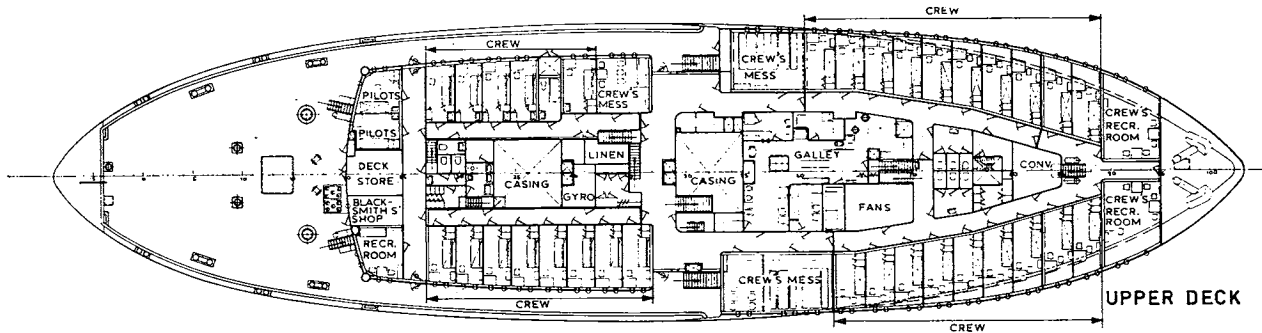 CREW
CREW
CREW'S
MESS
PILOTS
CREW'S
MESS
CREW'S
RECR.
ROOM
PILOTS
LINEN
GALLEY
CONV.
DECK
STORE
CASING
CASING
GYRO
BLACK-
SMITH S'
SHOP
FANS
CREW'S
RECR.
ROOM
RECR.
ROOM
CREW'S MESS
CREW
UPPER DECK
CREW